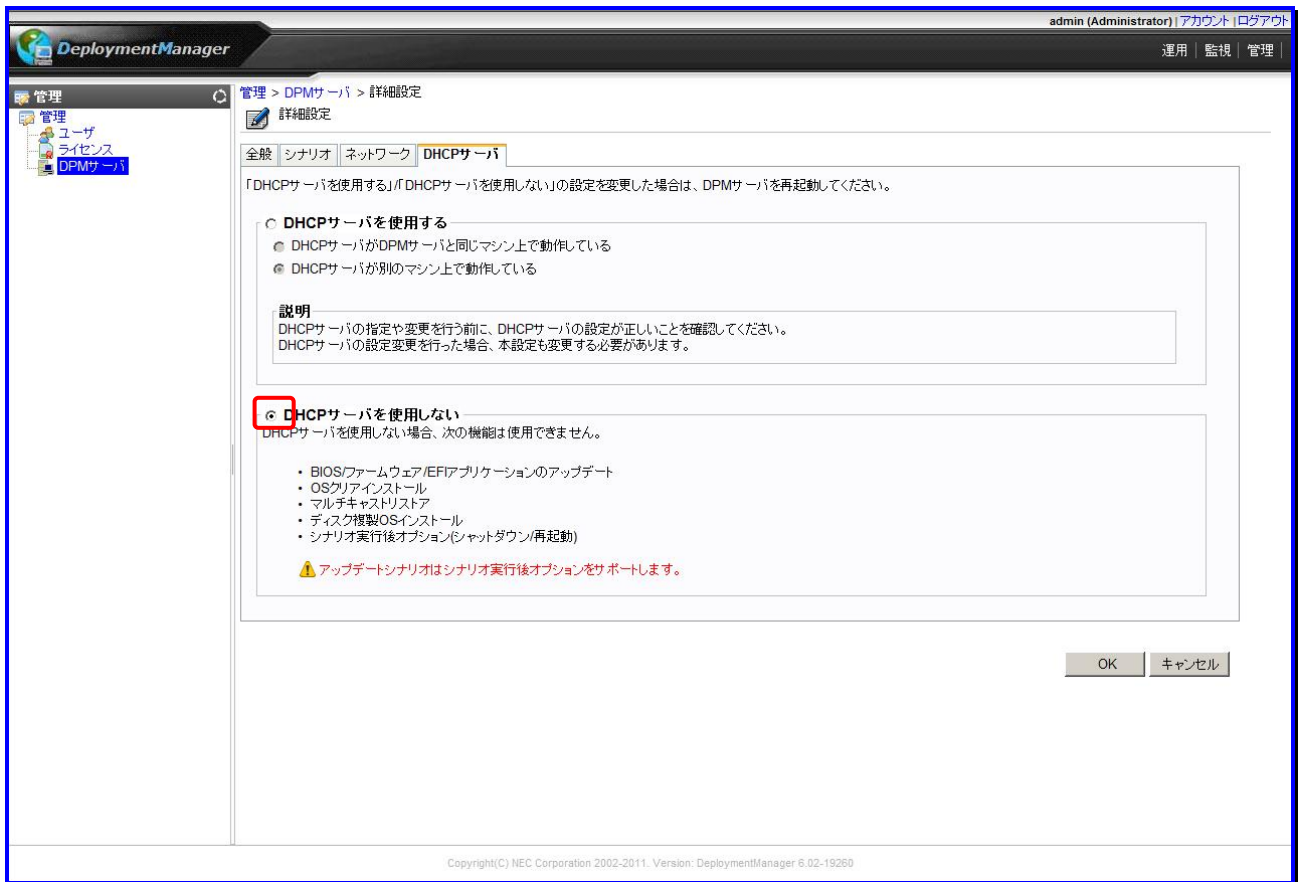 admin (Administrator) | アカウント | ログアウト
DeploymentManager
運用 | 監視 | 管理 |
管理
管理
ユーザ
ライセンス
DPMサーバ
管理 > DPMサーバ > 詳細設定
詳細設定
全般 シナリオ ネットワーク DHCPサーバ
「DHCPサーバを使用する」/「DHCPサーバを使用しない」の設定を変更した場合は、DPMサーバを再起動してください。
DHCPサーバを使用する
DHCPサーバがDPMサーバと同じマシン上で動作している
DHCPサーバが別のマシン上で動作している
説明
DHCPサーバの指定や変更を行う前に、DHCPサーバの設定が正しいことを確認してください。
DHCPサーバの設定変更を行った場合、本設定も変更する必要があります。
DHCPサーバを使用しない
DHCPサーバを使用しない場合、次の機能は使用できません。
・ BIOS/ファームウェア/EFIアプリケーションのアップデート
・ OSクリアインストール
・ マルチキャストリストア
・ ディスク複製OSインストール
・ シナリオ実行後オプション(シャットダウン/再起動)
アップデートシナリオはシナリオ実行後オプションをサポートします。
OK キャンセル
Copyright(C) NEC Corporation 2002-2011. Version: DeploymentManager 6.02-19260